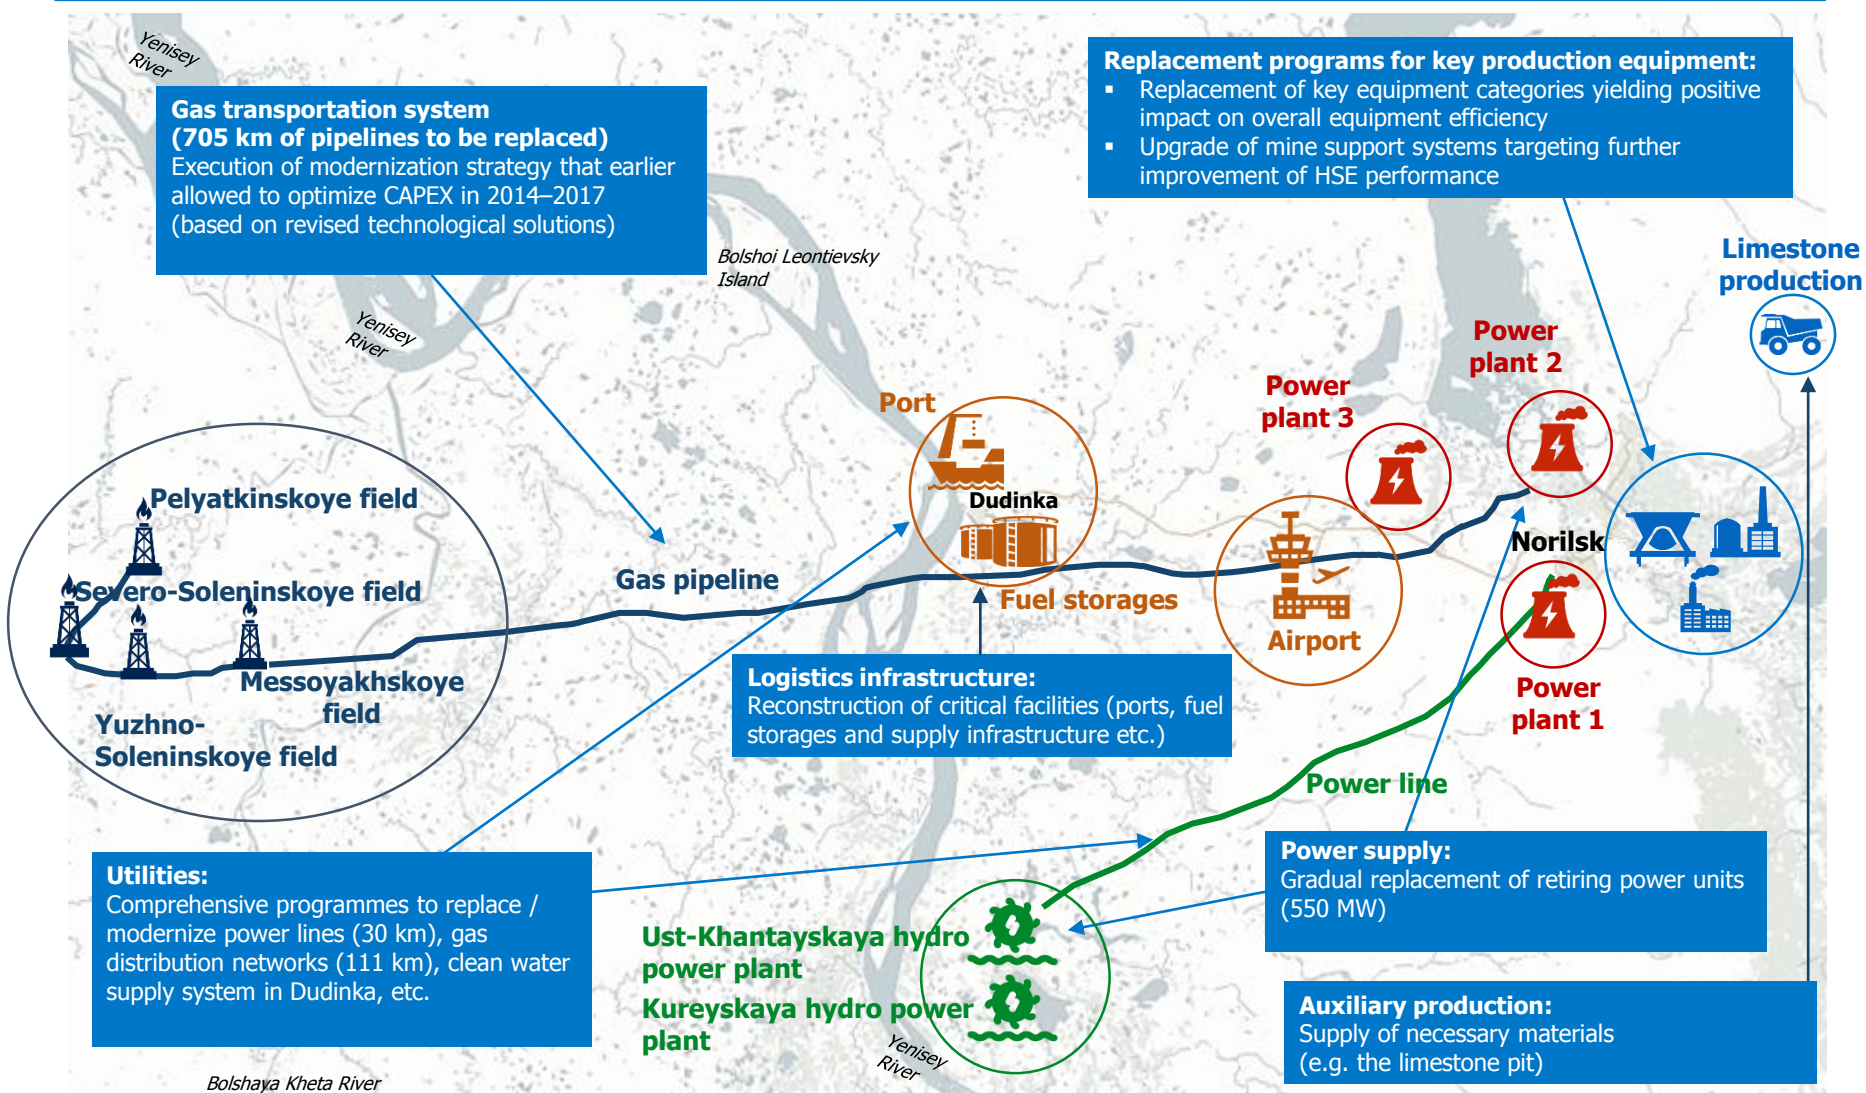 Yenisey
River
Gas transportation system
(705 km of pipelines to be replaced)
Execution of modernization strategy that earlier
allowed to optimize CAPEX in 2014–2017
(based on revised technological solutions)
Replacement programs for key production equipment:
▪ Replacement of key equipment categories yielding positive
impact on overall equipment efficiency
▪ Upgrade of mine support systems targeting further
improvement of HSE performance
Bolshoi Leontievsky
Island
Limestone
production
Yenisey
River
Power
plant 2
Power
plant 3
Port
Pelyatkinskoye field
Dudinka
Norilsk
Severo-Soleninskoye field
Gas pipeline
Fuel storages
Airport
Messoyakhskoye
field
Yuzhno-
Soleninskoye field
Logistics infrastructure:
Reconstruction of critical facilities (ports, fuel
storages and supply infrastructure etc.)
Power
plant 1
Power line
Utilities:
Comprehensive programmes to replace /
modernize power lines (30 km), gas
distribution networks (111 km), clean water
supply system in Dudinka, etc.
Power supply:
Gradual replacement of retiring power units
(550 MW)
Ust-Khantayskaya hydro
power plant
Kureyskaya hydro power
plant
Auxiliary production:
Supply of necessary materials
(e.g. the limestone pit)
Yenisey
River
Bolshaya Kheta River